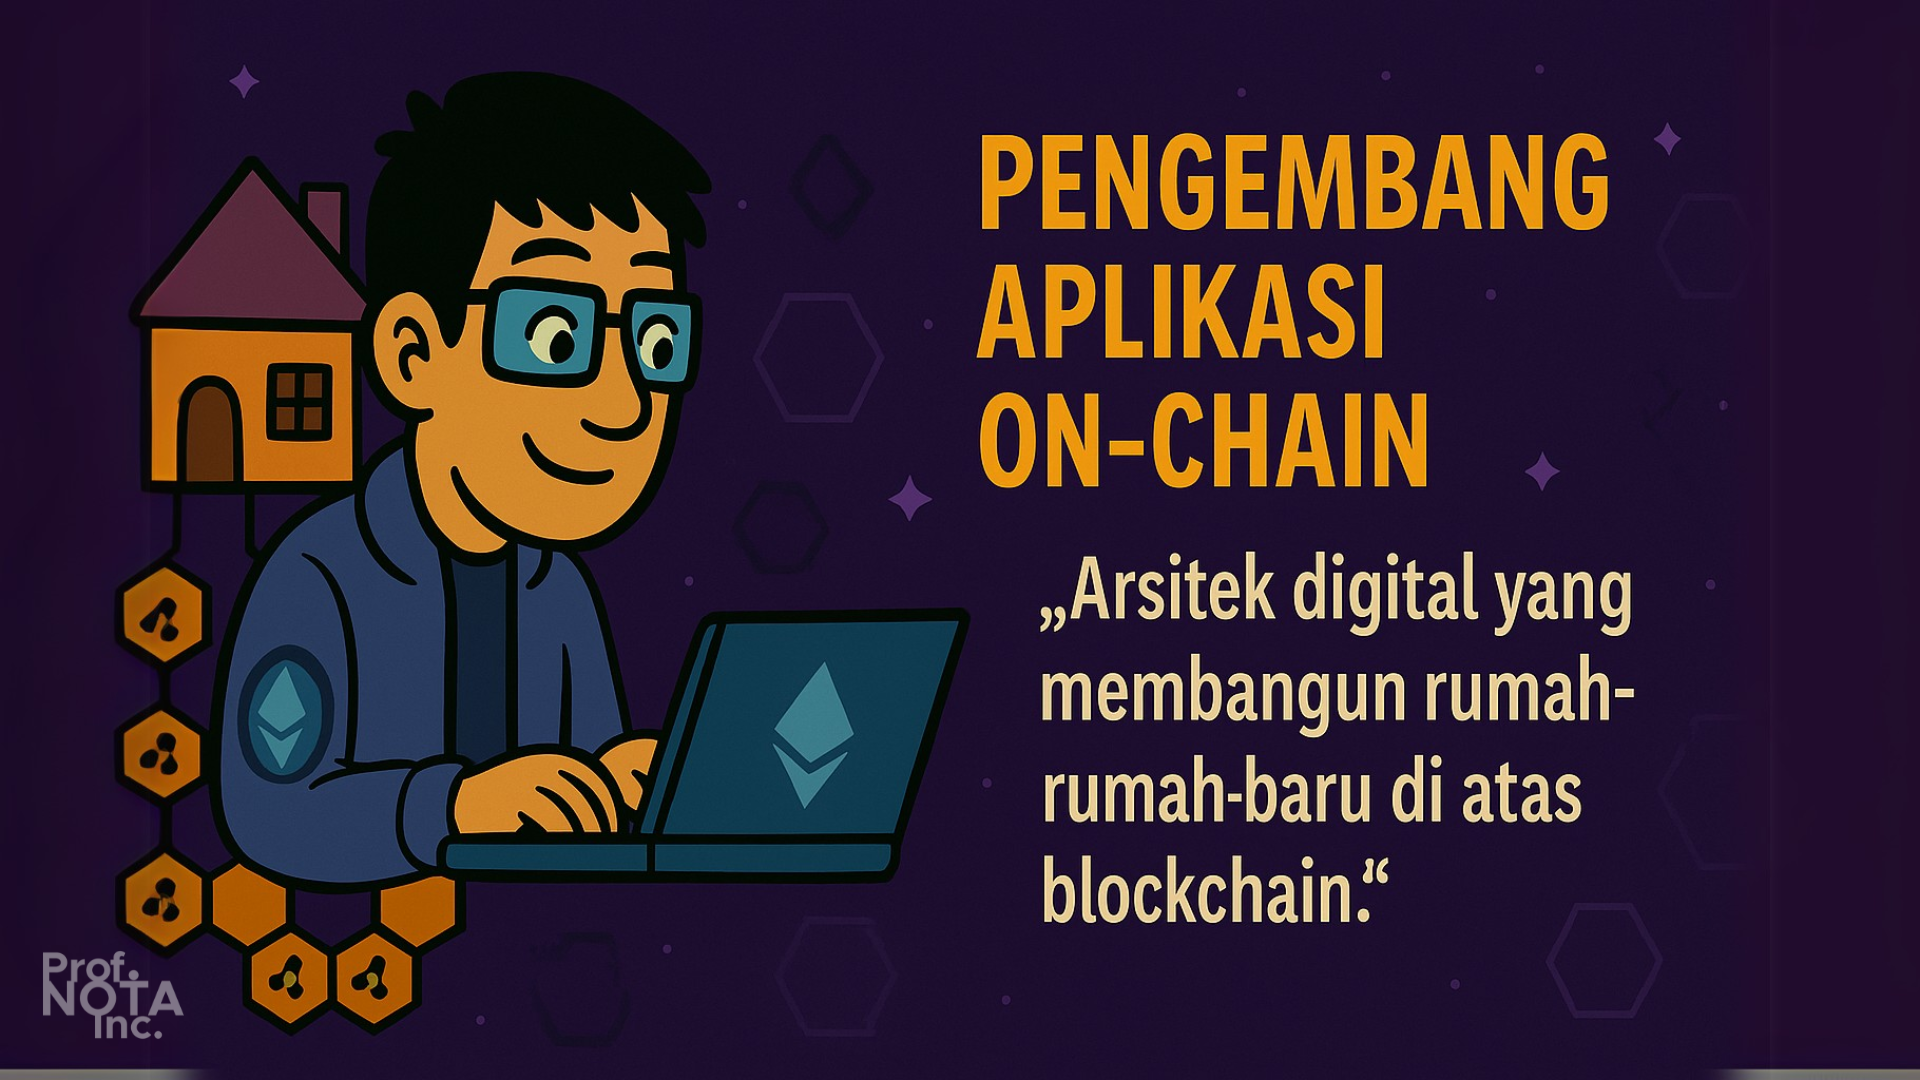 PENGEMBANG
APLIKASI
ON-CHAIN
„Arsitek digital yang
membangun rumah-
rumah-baru di atas
blockchain.“
Prof.
NOTA
Inc.